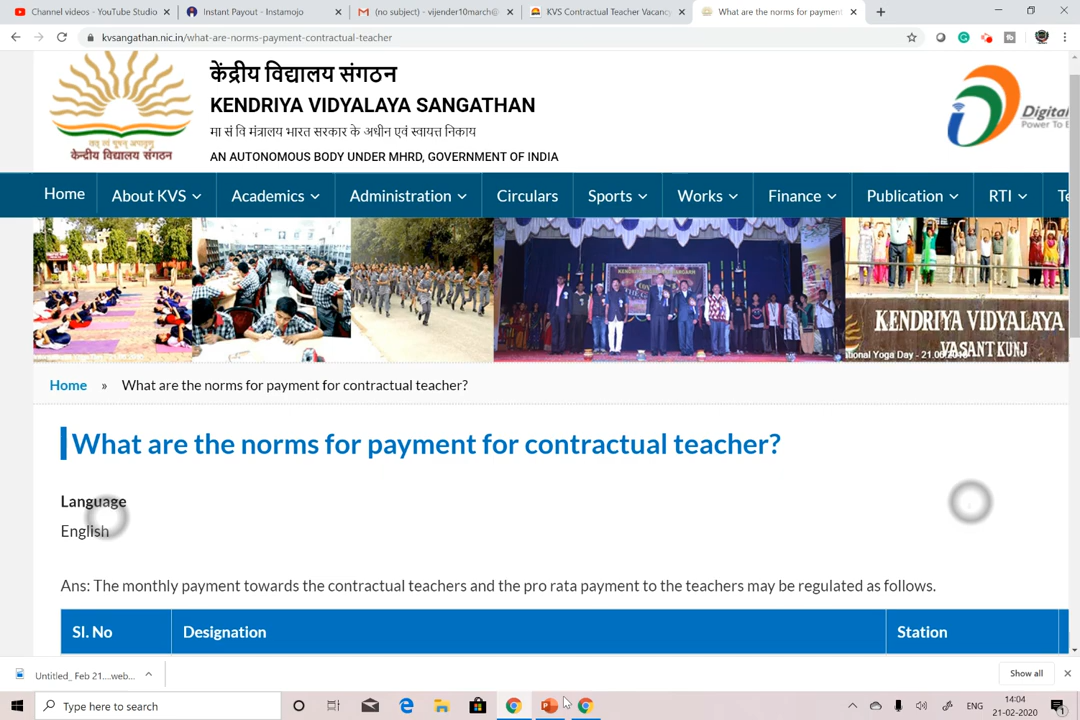 Channel videos - YouTube Studio
Instant Payout - Instamojo
(no subject) - vijender10march@
KVS Contractual Teacher Vacanc
What are the norms for payment
kvsangathan.nic.in/what-are-norms-payment-contractual-teacher
केंद्रीय विद्यालय संगठन
KENDRIYA VIDYALAYA SANGATHAN
मा सं वि मंत्रालय भारत सरकार के अधीन एवं स्वायत्त निकाय
AN AUTONOMOUS BODY UNDER MHRD, GOVERNMENT OF INDIA
केन्द्रीय विद्यालय संगठन
Digital
Power To E
Home About KVS Academics Administration Circulars Sports Works Finance Publication RTI Te
KENDRIYA VIDYALAYA
VASANT KUNJ
Home » What are the norms for payment for contractual teacher?
What are the norms for payment for contractual teacher?
Language
English
Ans: The monthly payment towards the contractual teachers and the pro rata payment to the teachers may be regulated as follows.
Sl. No Designation Station
Untitled_ Feb 21....web...
Show all
Type here to search
ENG
14:04
21-02-2020